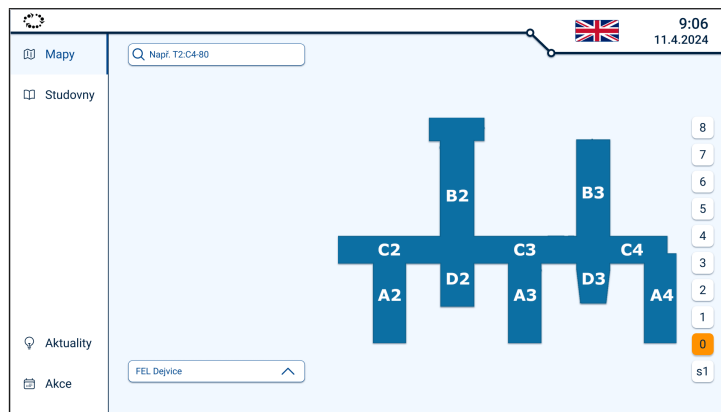 9:06
11.4.2024
Mapy
Např. T2:C4-80
Studovny
8
7
6
5
4
3
2
1
0
s1
B2
B3
C2
C3
C4
D2
D3
A2
A3
A4
Aktuality
FEL Dejvice
Akce